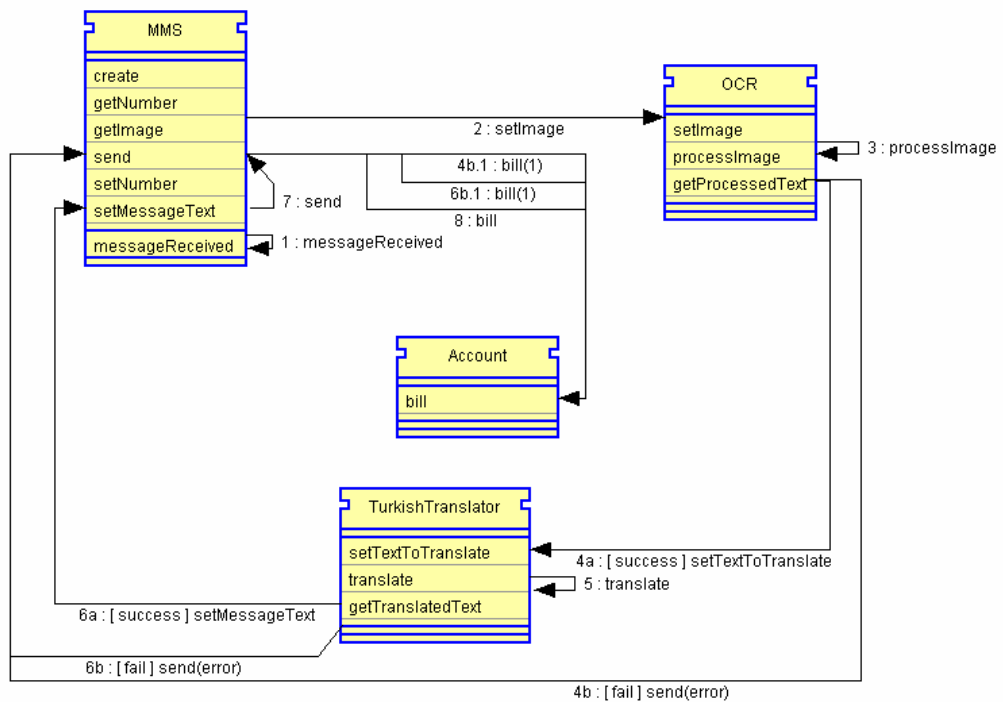 MMS
create
getNumber
getImage
send
setNumber
setMessageText
messageReceived
2 : setImage
4b.1 : bill(1)
6b.1 : bill(1)
8 : bill
7 : send
1 : messageReceived
OCR
setImage
processImage
getProcessedText
3 : processImage
Account
bill
TurkishTranslator
setTextToTranslate
translate
getTranslatedText
4a : [ success ] setTextToTranslate
5 : translate
6a : [ success ] setMessageText
6b : [ fail ] send(error)
4b : [ fail ] send(error)